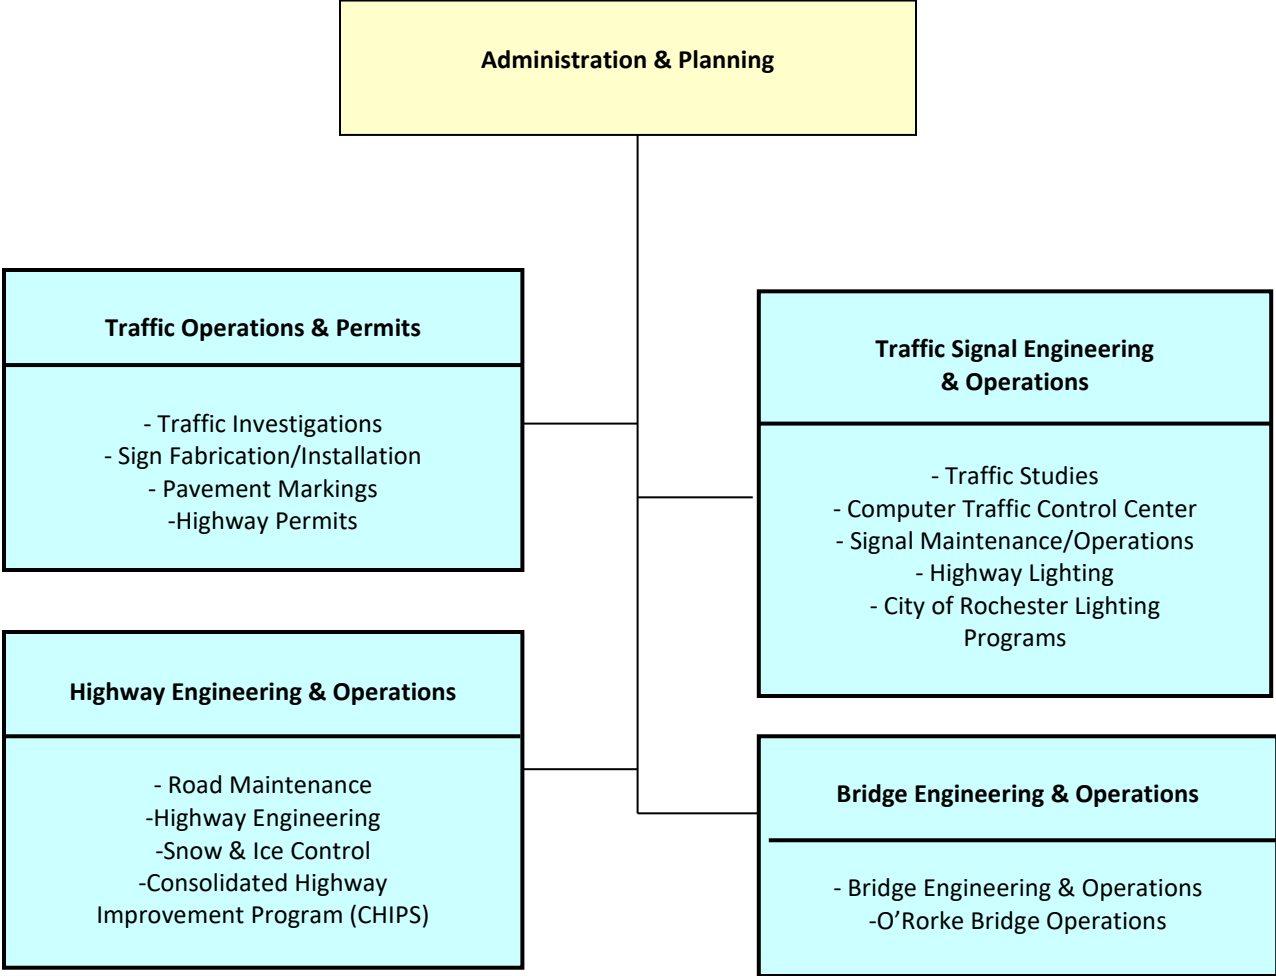 Administration & Planning
Traffic Operations & Permits
- Traffic Investigations
- Sign Fabrication/Installation
- Pavement Markings
-Highway Permits
Traffic Signal Engineering
& Operations
- Traffic Studies
- Computer Traffic Control Center
- Signal Maintenance/Operations
- Highway Lighting
- City of Rochester Lighting
Programs
Highway Engineering & Operations
- Road Maintenance
-Highway Engineering
-Snow & Ice Control
-Consolidated Highway
Improvement Program (CHIPS)
Bridge Engineering & Operations
- Bridge Engineering & Operations
-O’Rorke Bridge Operations